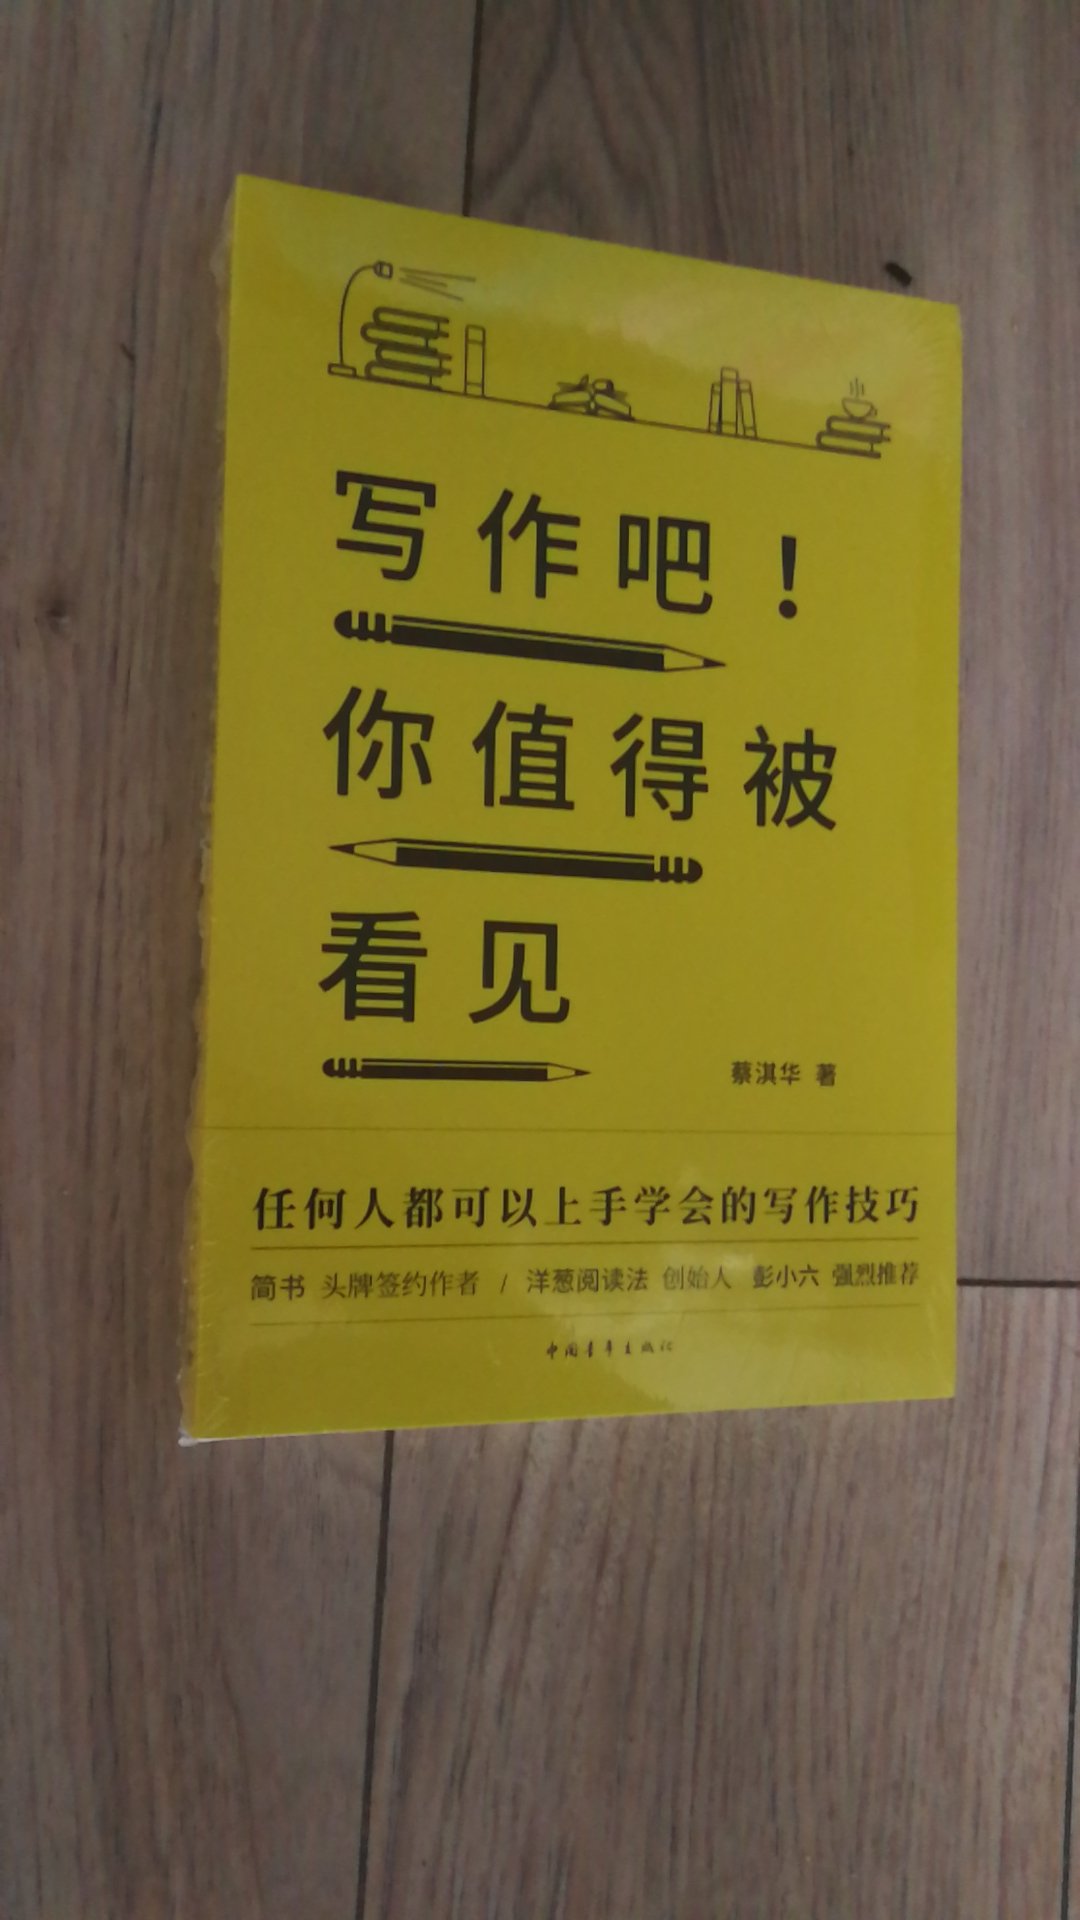 写作吧！
你值得被
看见
蔡淇华 著
任何人都可以上手学会的写作技巧
简书 头牌签约作者 / 洋葱阅读法 创始人 彭小六 强烈推荐
中国青年出版社